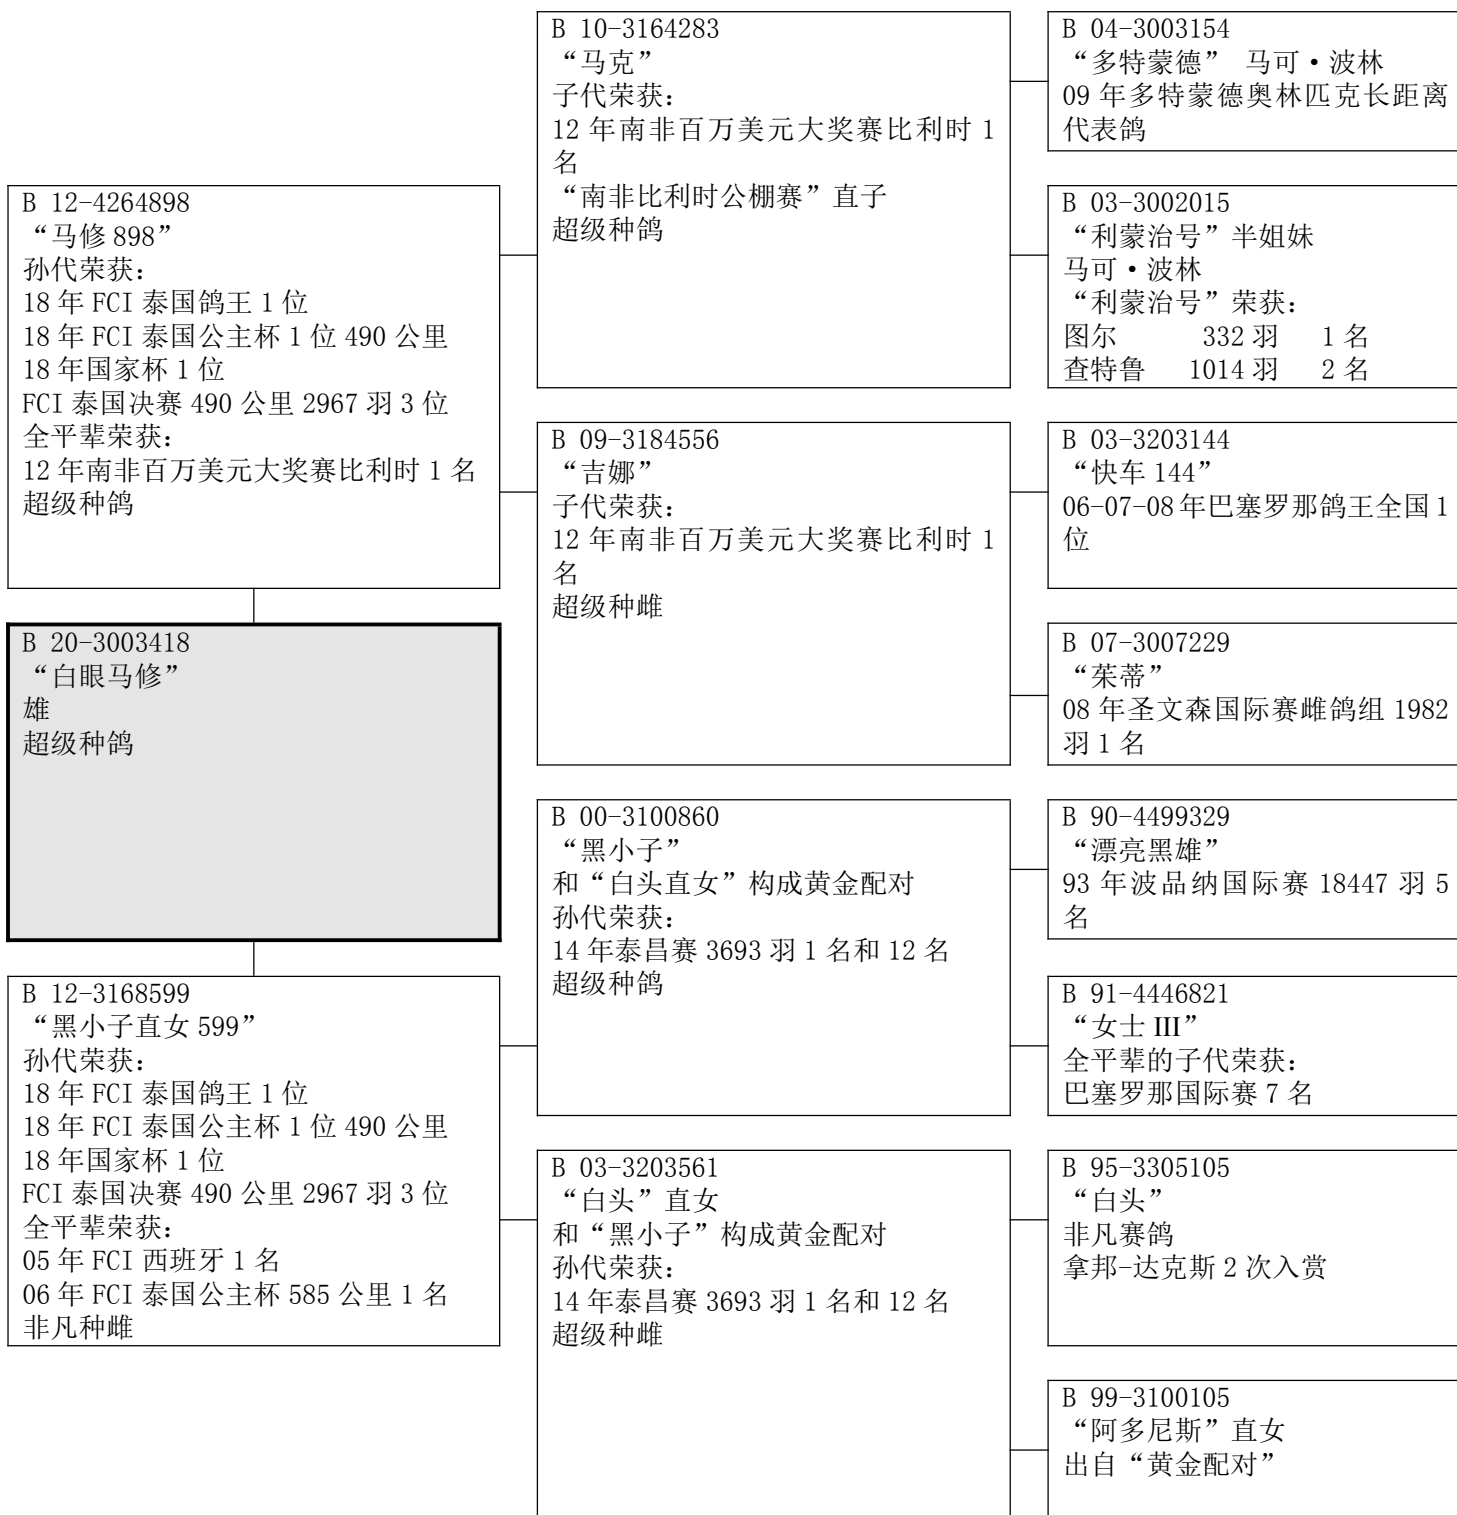 B 12-4264898
“马修 898”
孙代荣获：
18 年 FCI 泰国鸽王 1 位
18 年 FCI 泰国公主杯 1 位 490 公里
18 年国家杯 1 位
FCI 泰国决赛 490 公里 2967 羽 3 位
全平辈荣获：
12 年南非百万美元大奖赛比利时 1 名
超级种鸽
B 20-3003418
“白眼马修”
雄
超级种鸽
B 12-3168599
“黑小子直女 599”
孙代荣获：
18 年 FCI 泰国鸽王 1 位
18 年 FCI 泰国公主杯 1 位 490 公里
18 年国家杯 1 位
FCI 泰国决赛 490 公里 2967 羽 3 位
全平辈荣获：
05 年 FCI 西班牙 1 名
06 年 FCI 泰国公主杯 585 公里 1 名
非凡种雌
B 10-3164283
“马克”
子代荣获：
12 年南非百万美元大奖赛比利时 1
名
“南非比利时公棚赛”直子
超级种鸽
B 09-3184556
“吉娜”
子代荣获：
12 年南非百万美元大奖赛比利时 1
名
超级种雌
B 00-3100860
“黑小子”
和“白头直女”构成黄金配对
孙代荣获：
14 年泰昌赛 3693 羽 1 名和 12 名
超级种鸽
B 03-3203561
“白头”直女
和“黑小子”构成黄金配对
孙代荣获：
14 年泰昌赛 3693 羽 1 名和 12 名
超级种雌
B 04-3003154
“多特蒙德” 马可•波林
09 年多特蒙德奥林匹克长距离
代表鸽
B 03-3002015
“利蒙治号”半姐妹
马可•波林
“利蒙治号”荣获：
图尔 332 羽 1 名
查特鲁 1014 羽 2 名
B 03-3203144
“快车 144”
06-07-08 年巴塞罗那鸽王全国 1
位
B 07-3007229
“茱蒂”
08 年圣文森国际赛雌鸽组 1982
羽 1 名
B 90-4499329
“漂亮黑雄”
93 年波品纳国际赛 18447 羽 5
名
B 91-4446821
“女士 III”
全平辈的子代荣获：
巴塞罗那国际赛 7 名
B 95-3305105
“白头”
非凡赛鸽
拿邦-达克斯 2 次入赏
B 99-3100105
“阿多尼斯”直女
出自“黄金配对”